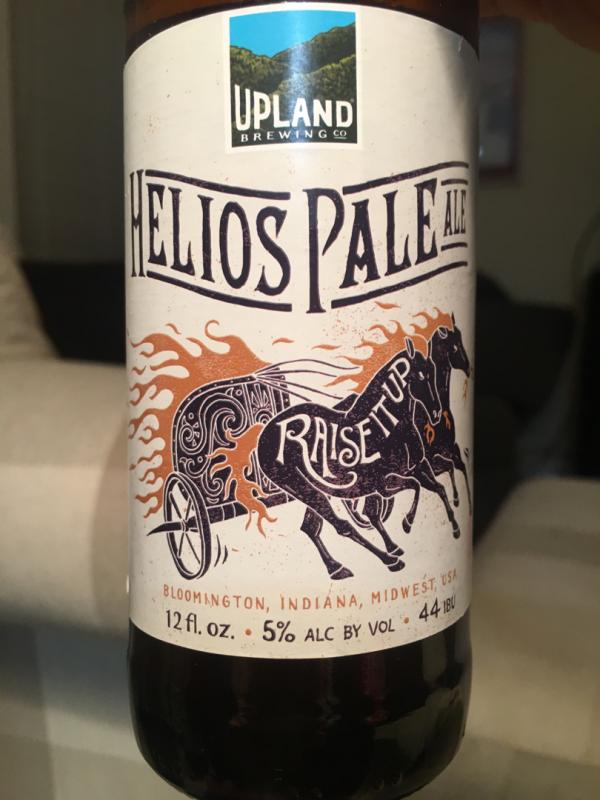 UPLAND
BREWING CO
HELIOS PALE ALE
RAISE IT UP
BLOOMINGTON, INDIANA, MIDWEST, USA
12 fl. oz. • 5% ALC BY VOL • 44 IBU